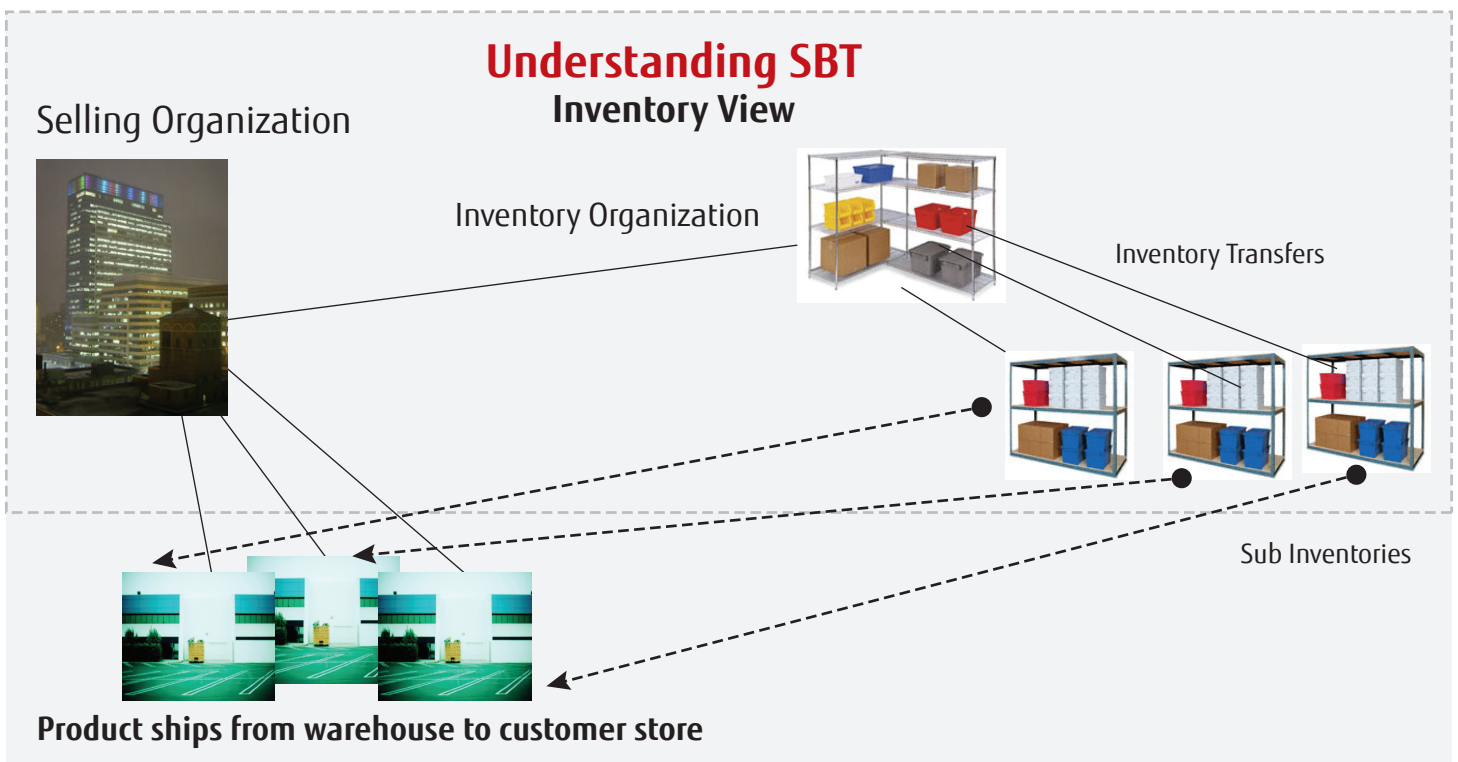 Understanding SBT
Inventory View
Selling Organization
Inventory Organization
Inventory Transfers
Sub Inventories
Product ships from warehouse to customer store